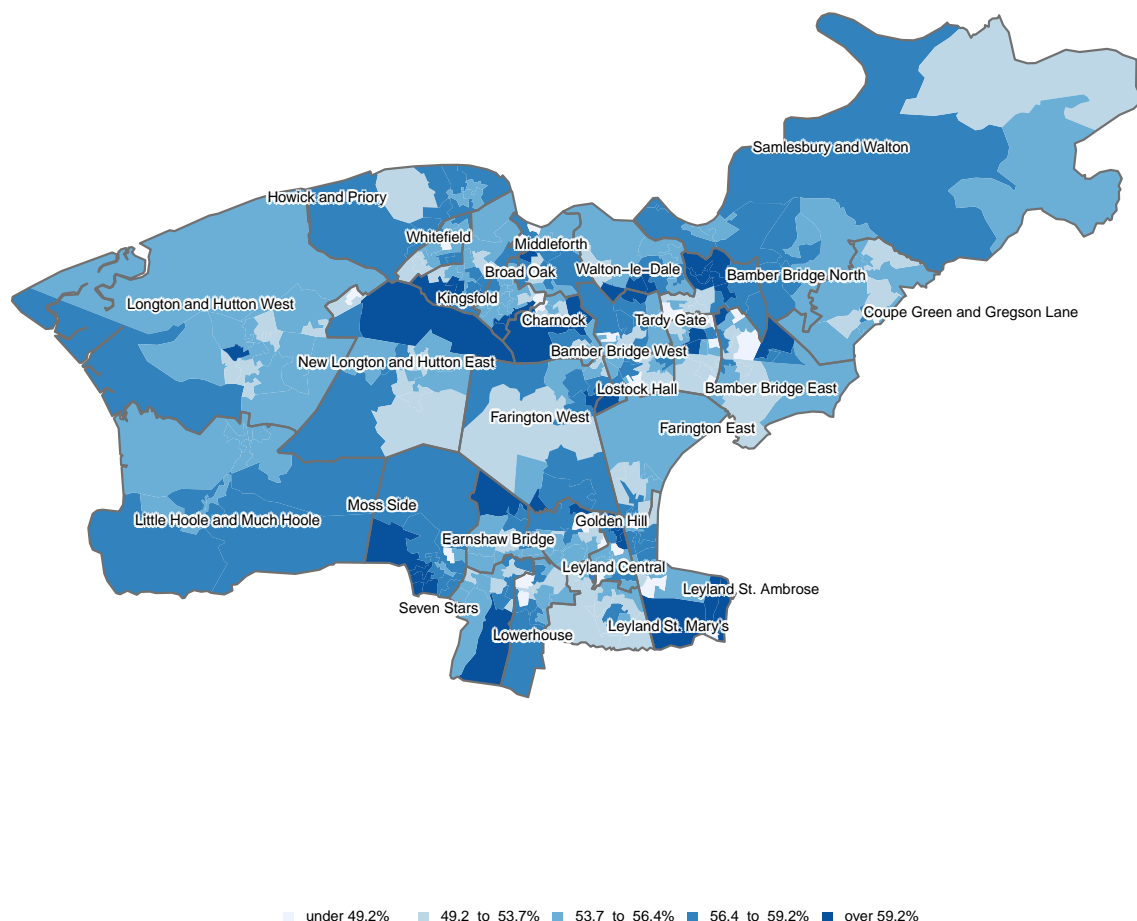 Samlesbury and Walton
Howick and Priory
Whitefield
Middleforth
Broad Oak
Walton−le−Dale
Bamber Bridge North
Kingsfold
Longton and Hutton West
Charnock
Tardy Gate
Coupe Green and Gregson Lane
Bamber Bridge West
New Longton and Hutton East
Lostock Hall
Bamber Bridge East
Farington West
Farington East
Moss Side
Little Hoole and Much Hoole
Golden Hill
Earnshaw Bridge
Leyland Central
Leyland St. Ambrose
Seven Stars
Leyland St. Mary's
Lowerhouse
under 49.2% 49.2 to 53.7% 53.7 to 56.4% 56.4 to 59.2% over 59.2%